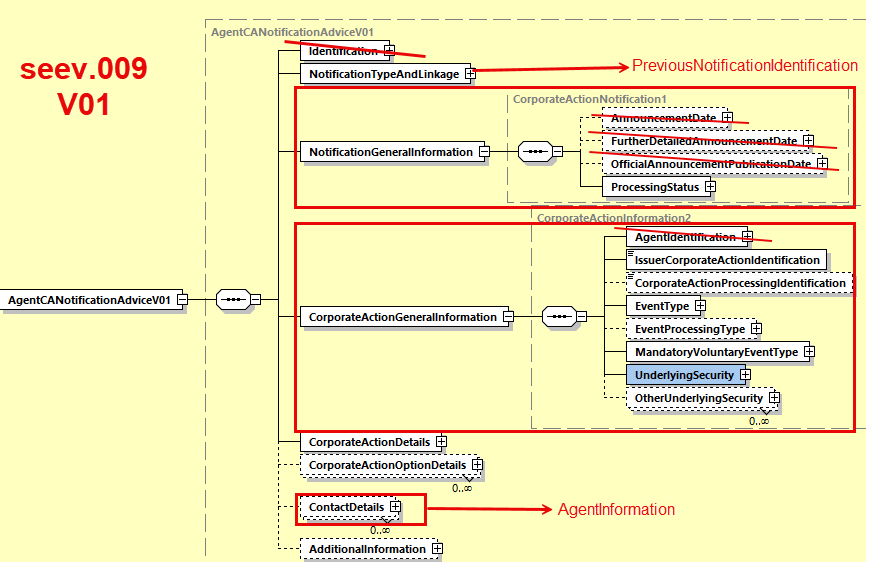 AgentCANotificationAdviceV01
Identification
seev.009
V01
NotificationTypeAndLinkage
PreviousNotificationIdentification
CorporateActionNotification1
AnnouncementDate
FurtherDetailedAnnouncementDate
NotificationGeneralInformation
OfficialAnnouncementPublicationDate
ProcessingStatus
CorporateActionInformation2
AgentIdentification
IssuerCorporateActionIdentification
CorporateActionProcessingIdentification
AgentCANotificationAdviceV01
EventType
CorporateActionGeneralInformation
EventProcessingType
MandatoryVoluntaryEventType
UnderlyingSecurity
OtherUnderlyingSecurity
0..∞
CorporateActionDetails
CorporateActionOptionDetails
0..∞
ContactDetails
AgentInformation
0..∞
AdditionalInformation